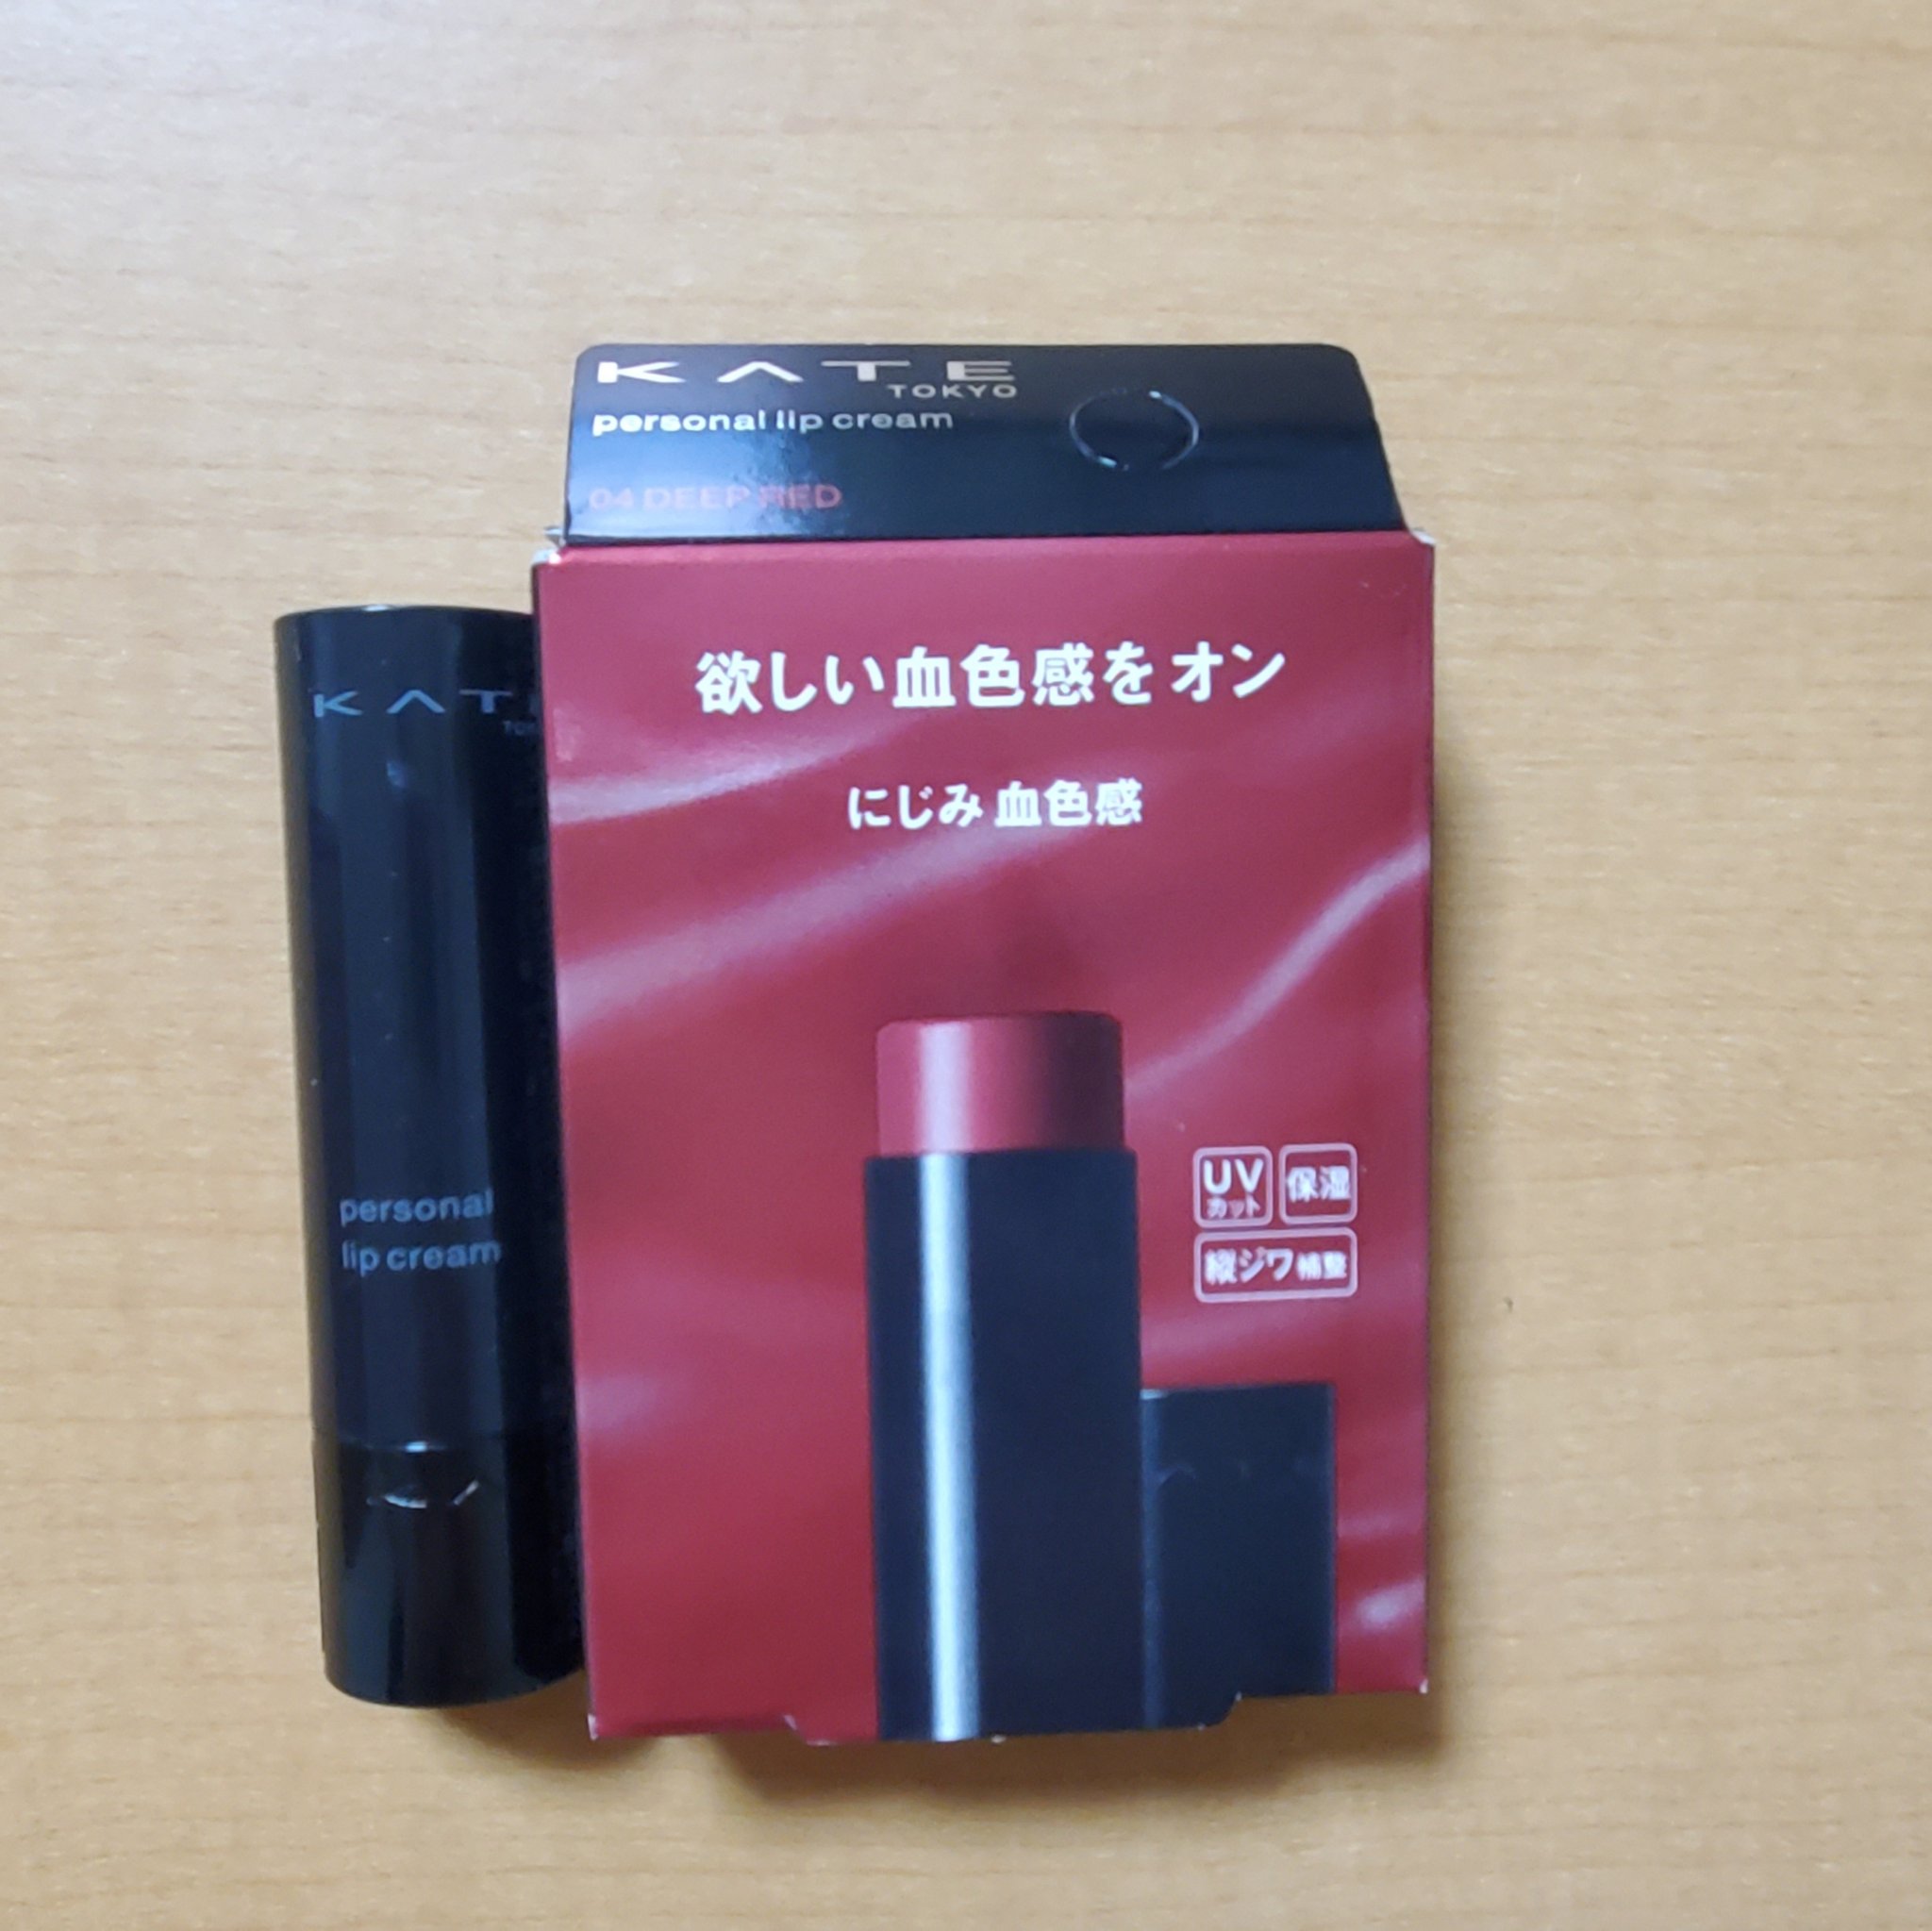 KATE
TOKYO
personal lip cream
04 DEEP RED
欲しい血色感をオン
にじみ 血色感
UV
カット
保湿
縦ジワ補整
KAT
personal
lip cream